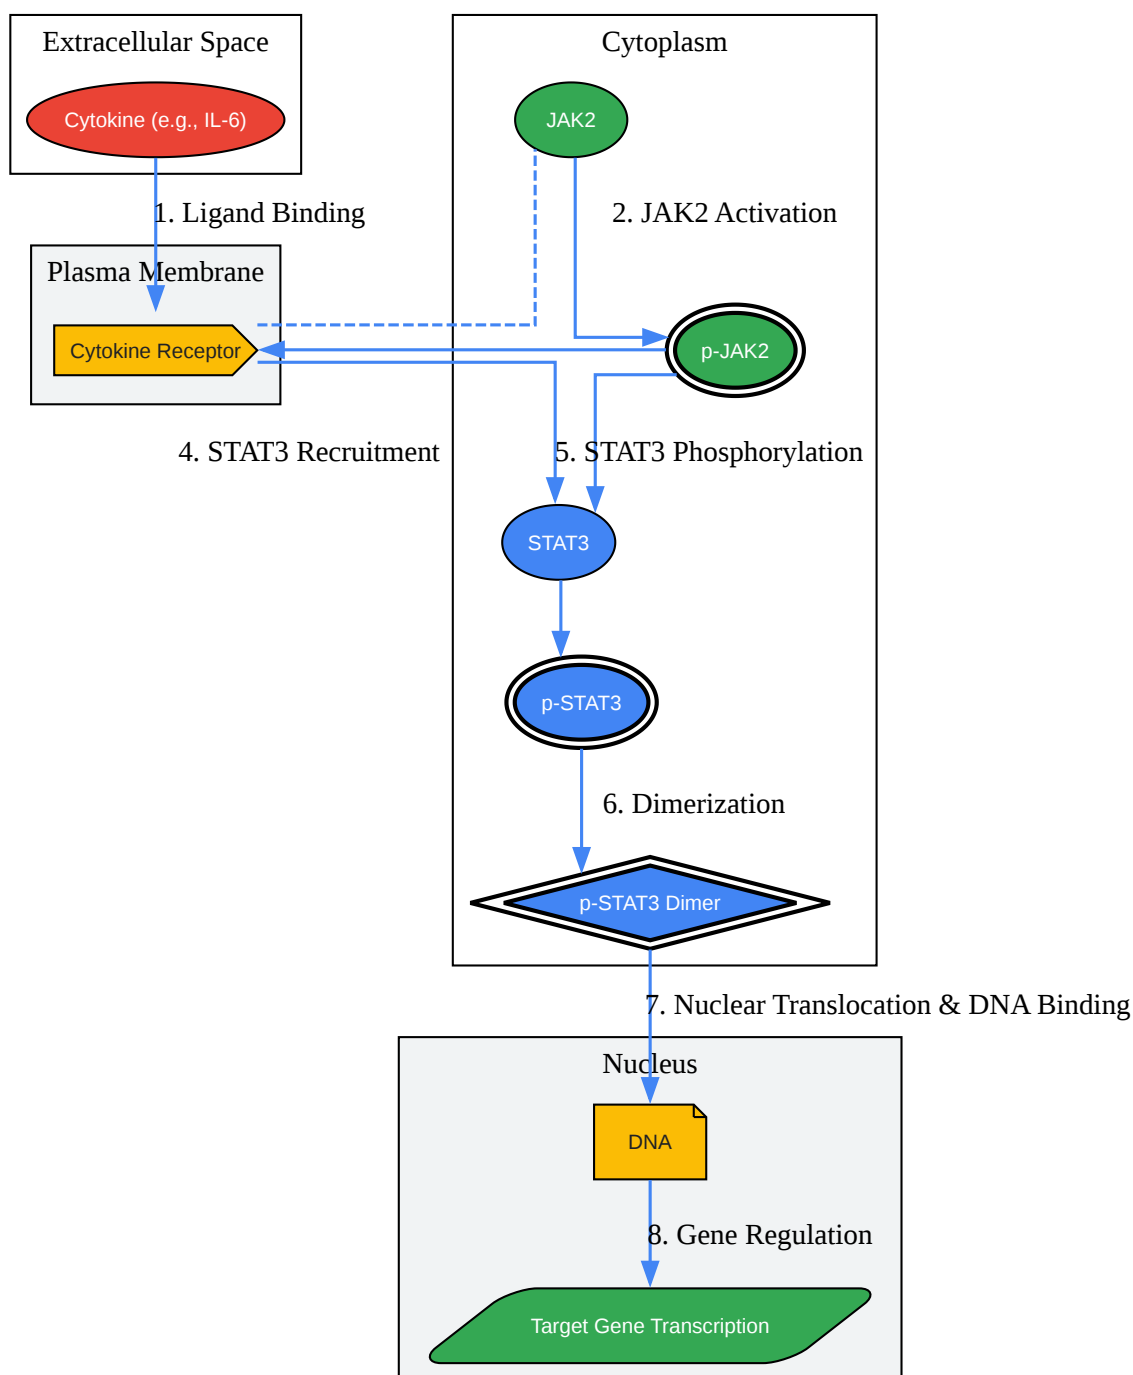 Extracellular Space
Cytoplasm
Cytokine (e.g., IL-6)
JAK2
1. Ligand Binding
2. JAK2 Activation
Plasma Membrane
Cytokine Receptor
p-JAK2
4. STAT3 Recruitment
5. STAT3 Phosphorylation
STAT3
p-STAT3
6. Dimerization
p-STAT3 Dimer
7. Nuclear Translocation & DNA Binding
Nucleus
DNA
8. Gene Regulation
Target Gene Transcription